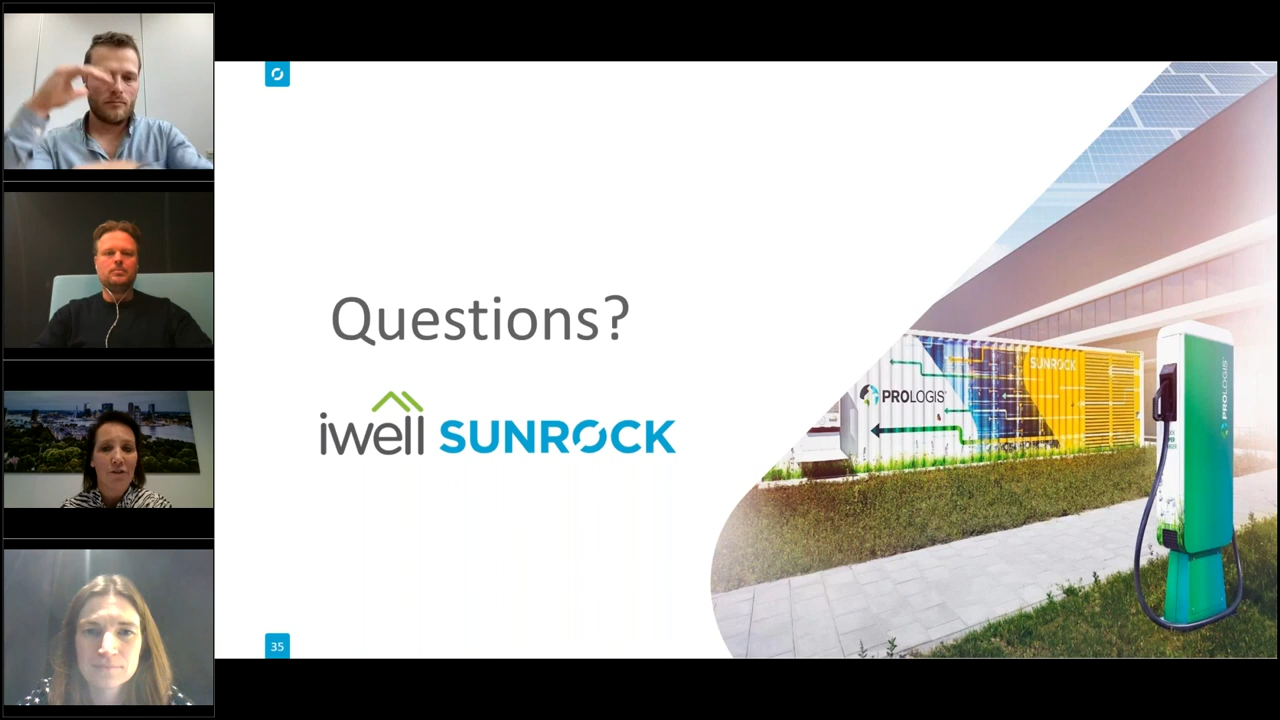 Questions?
iwell SUNROCK
PROLOGIS
SUNROCK
PROLOGIS
35